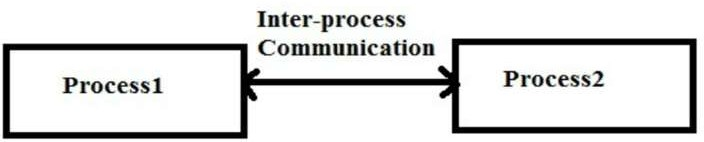 Inter-process
Communication
Process1
Process2